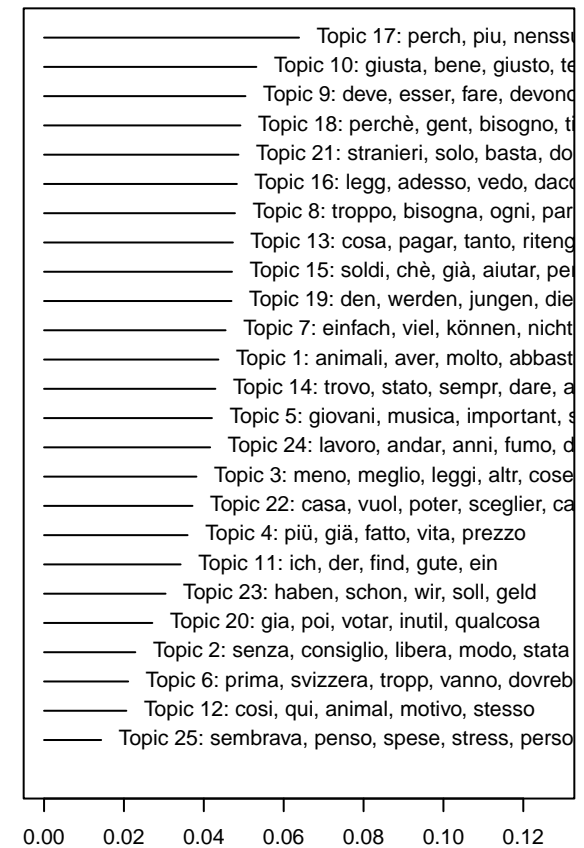 Topic 17: perch, piu, nenssu
Topic 10: giusta, bene, giusto, te
Topic 9: deve, esser, fare, devono
Topic 18: perchè, gent, bisogno, ti
Topic 21: stranieri, solo, basta, do
Topic 16: legg, adesso, vedo, dacc
Topic 8: troppo, bisogna, ogni, par
Topic 13: cosa, pagar, tanto, riteng
Topic 15: soldi, chè, già, aiutar, per
Topic 19: den, werden, jungen, die
Topic 7: einfach, viel, können, nicht
Topic 1: animali, aver, molto, abbast
Topic 14: trovo, stato, sempr, dare, a
Topic 5: giovani, musica, important, s
Topic 24: lavoro, andar, anni, fumo, d
Topic 3: meno, meglio, leggi, altr, cose
Topic 22: casa, vuol, poter, sceglier, ca
Topic 4: più, giä, fatto, vita, prezzo
Topic 11: ich, der, find, gute, ein
Topic 23: haben, schon, wir, soll, geld
Topic 20: gia, poi, votar, inutil, qualcosa
Topic 2: senza, consiglio, libera, modo, stata
Topic 6: prima, svizzera, tropp, vanno, dovreb
Topic 12: cosi, qui, animal, motivo, stesso
Topic 25: sembrava, penso, spese, stress, perso
0.00 0.02 0.04 0.06 0.08 0.10 0.12